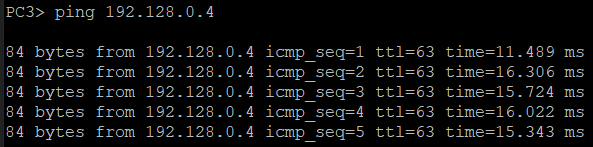 PC3> ping 192.128.0.4
84 bytes from 192.128.0.4 icmp_seq=1 ttl=63 time=11.489 ms
84 bytes from 192.128.0.4 icmp_seq=2 ttl=63 time=16.306 ms
84 bytes from 192.128.0.4 icmp_seq=3 ttl=63 time=15.724 ms
84 bytes from 192.128.0.4 icmp_seq=4 ttl=63 time=16.022 ms
84 bytes from 192.128.0.4 icmp_seq=5 ttl=63 time=15.343 ms